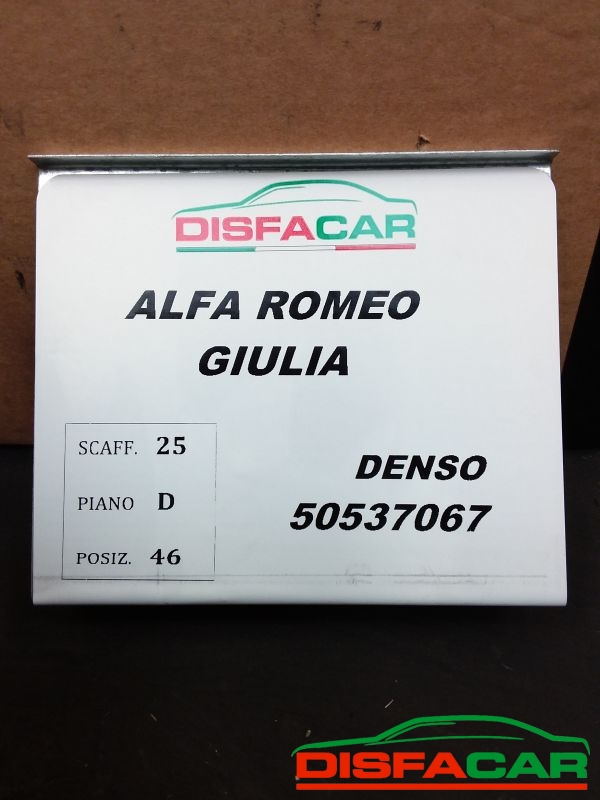 DISFACAR
ALFA ROMEO
GIULIA
SCAFF. 25
PIANO D
POSIZ. 46
DENSO
50537067
DISFACAR